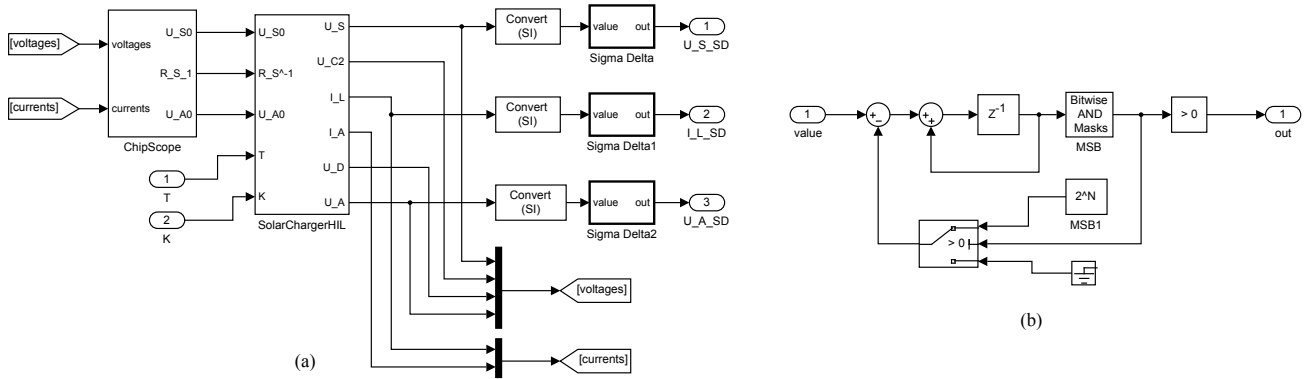 [voltages]
[currents]
voltages
currents
U_S0
R_S_1
U_A0
ChipScope
1
T
2
K
U_S0
R_S^-1
U_A0
T
K
U_S
U_C2
I_L
I_A
U_D
U_A
SolarChargerHIL
Convert
(SI)
value
out
Sigma Delta
1
U_S_SD
Convert
(SI)
value
out
Sigma Delta1
2
I_L_SD
Convert
(SI)
value
out
Sigma Delta2
3
U_A_SD
[voltages]
[currents]
(a)
1
value
+
−
+
+
Z-1
Bitwise
AND
Masks
MSB
> 0
1
out
2^N
MSB1
> 0
(b)